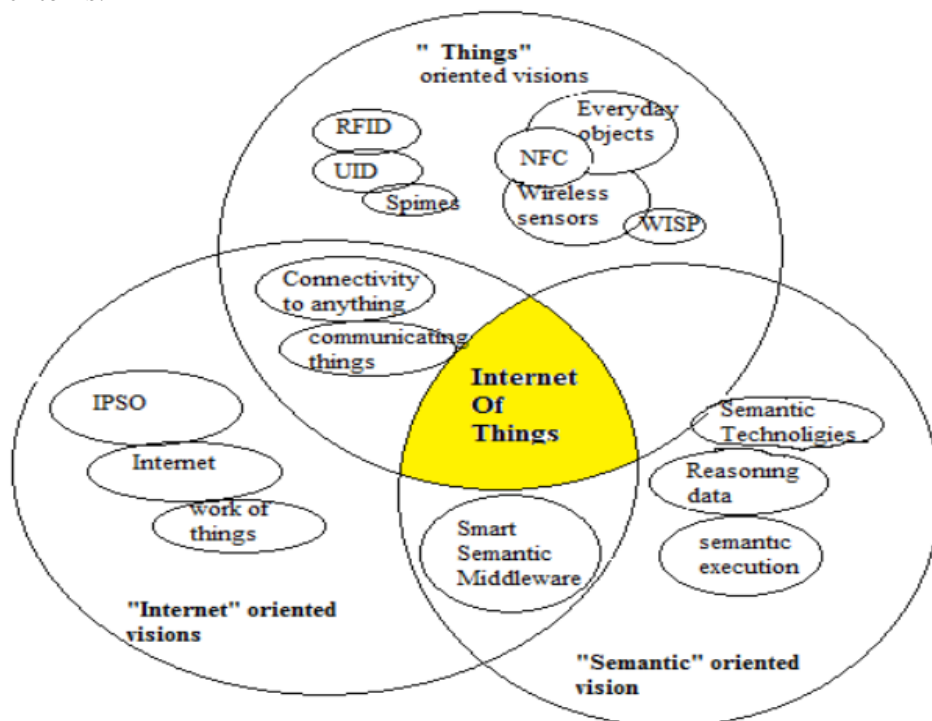 " Things"
oriented visions
RFID
UID
Spimes
Everyday
objects
NFC
Wireless
sensors
WISP
Connectivity
to anything
communicating
things
Internet
Of
Things
IPSO
Internet
work of
things
Semantic
Technoligies
Reasoning
data
semantic
execution
Smart
Semantic
Middleware
"Internet" oriented
visions
"Semantic" oriented
vision